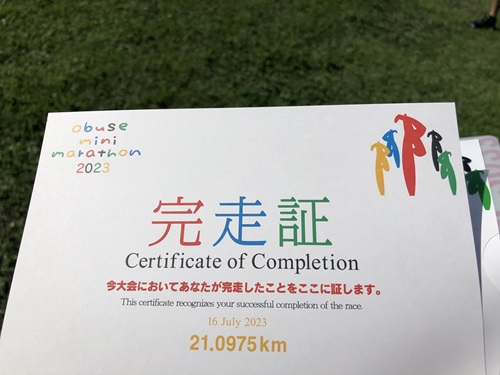 obuse
mini
marathon
2023
完走証
Certificate of Completion
今大会においてあなたが完走したことをここに証します。
This certificate recognizes your successful completion of the race.
16 July 2023
21.0975km